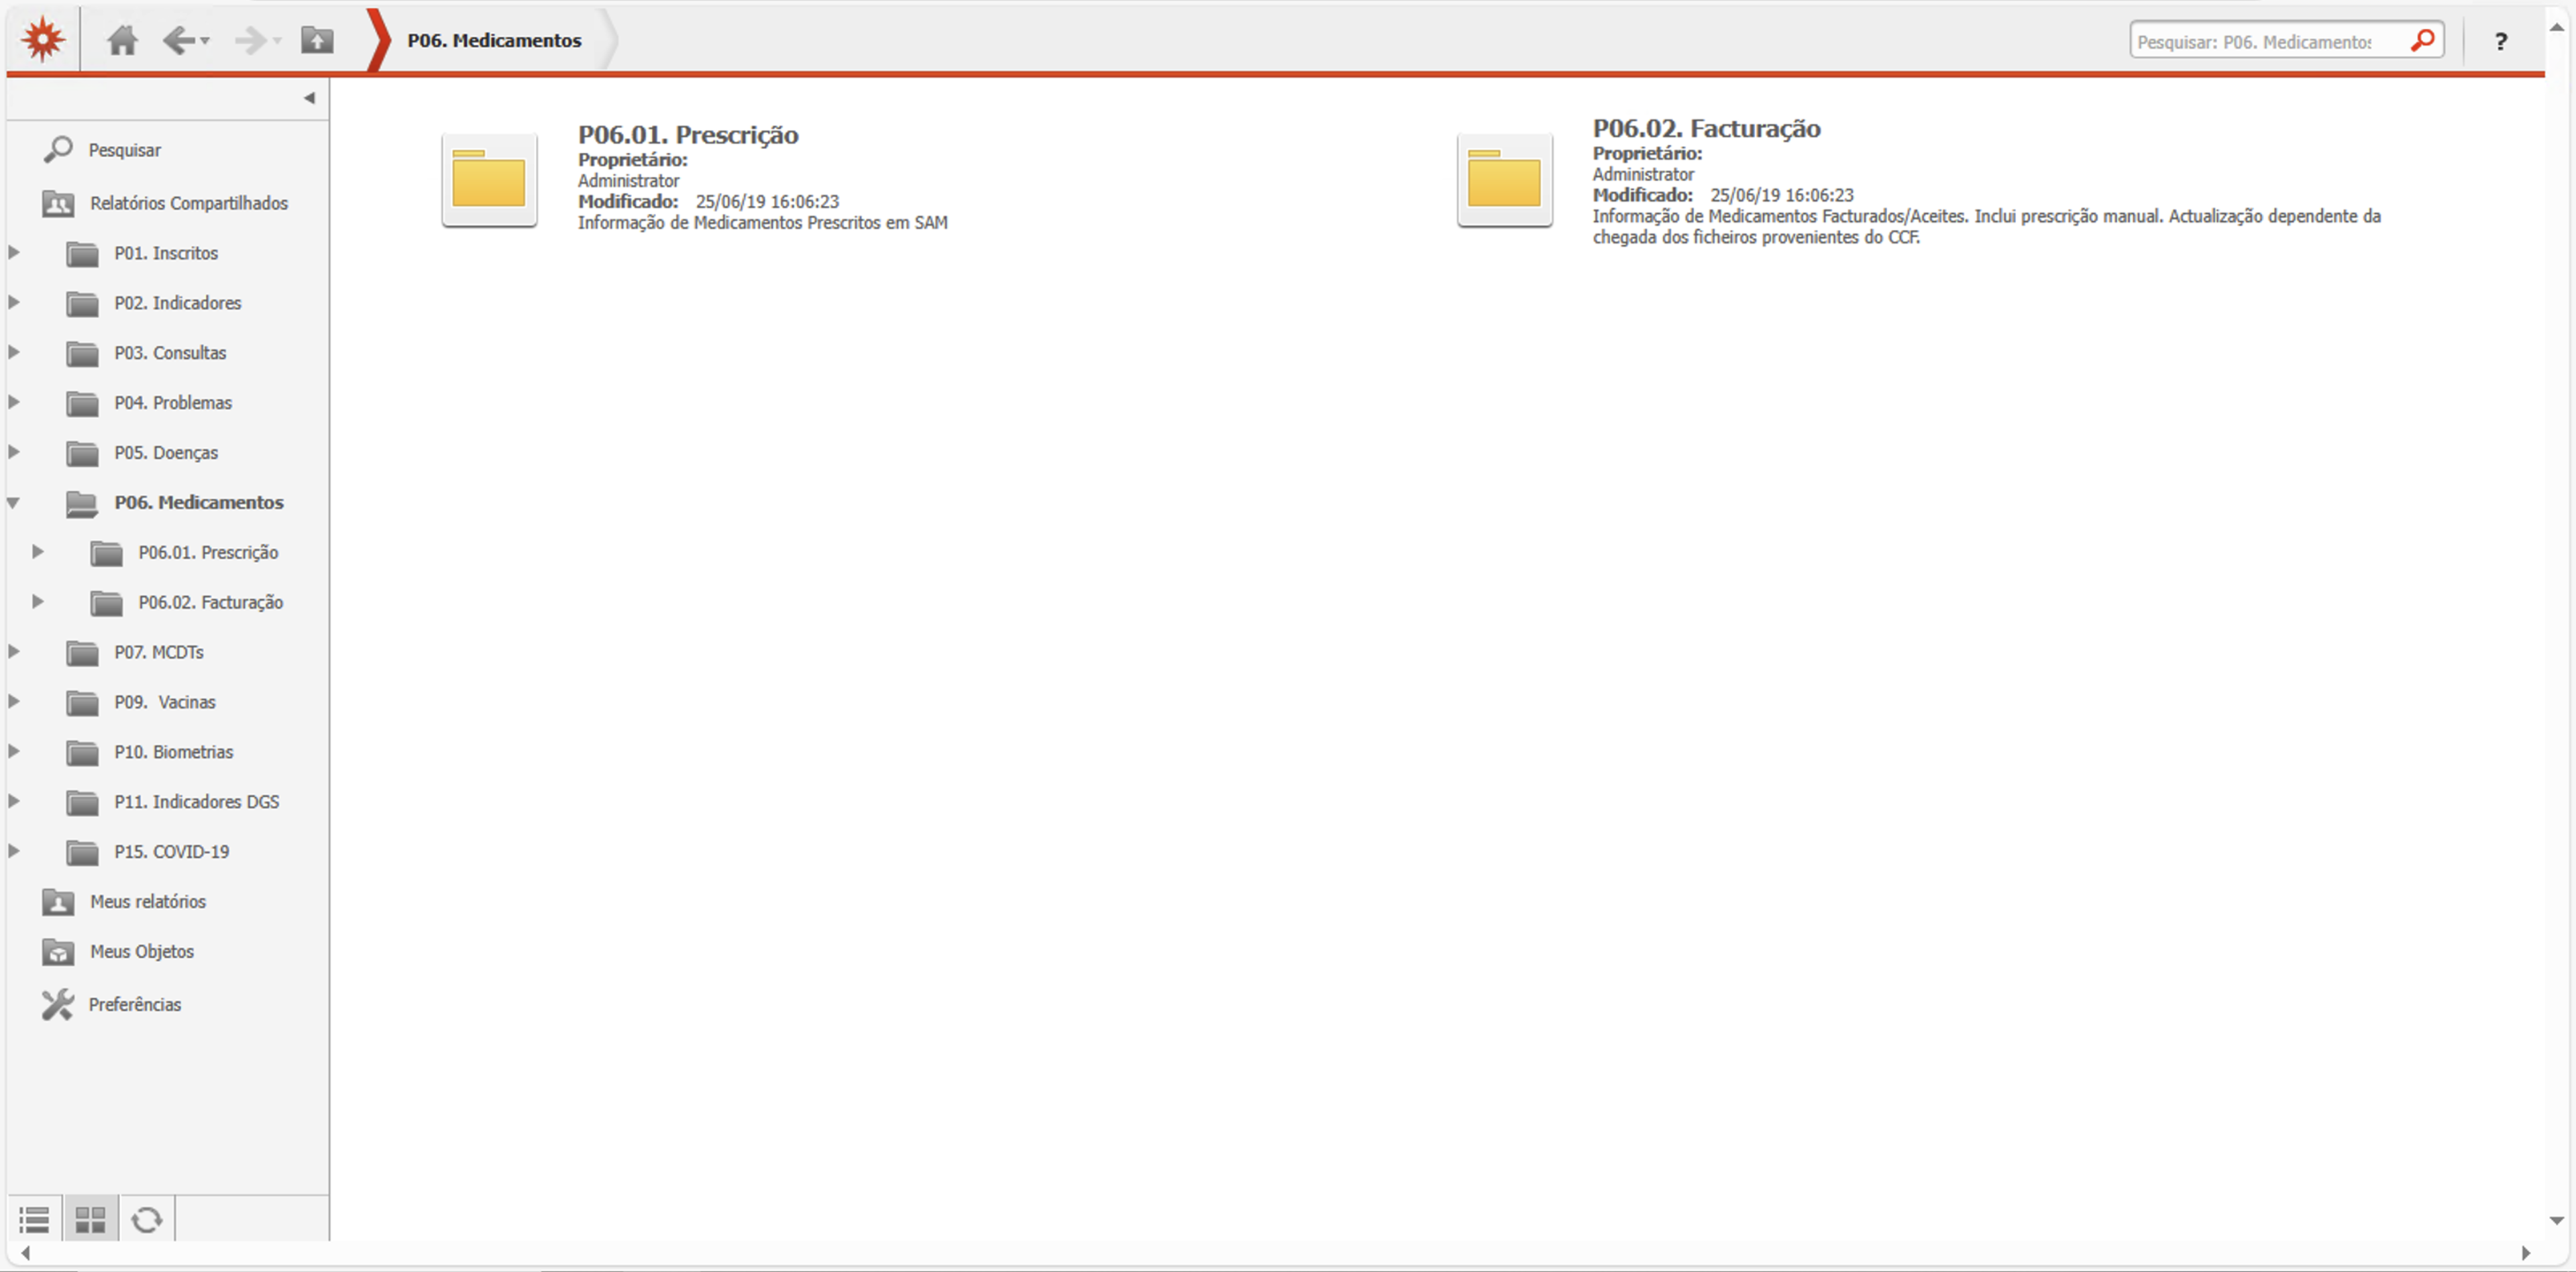 P06. Medicamentos
Pesquisar: P06. Medicamentos
?
Pesquisar
Relatórios Compartilhados
P01. Inscritos
P02. Indicadores
P03. Consultas
P04. Problemas
P05. Doenças
P06. Medicamentos
P06.01. Prescrição
P06.02. Facturação
P07. MCDTs
P09.  Vacinas
P10. Biometrias
P11. Indicadores DGS
P15. COVID-19
Meus relatórios
Meus Objetos
Preferências
P06.01. Prescrição
Proprietário:
Administrator
Modificado: 25/06/19 16:06:23
Informação de Medicamentos Prescritos em SAM
P06.02. Facturação
Proprietário:
Administrator
Modificado: 25/06/19 16:06:23
Informação de Medicamentos Facturados/Aceites. Inclui prescrição manual. Actualização dependente da
chegada dos ficheiros provenientes do CCF.